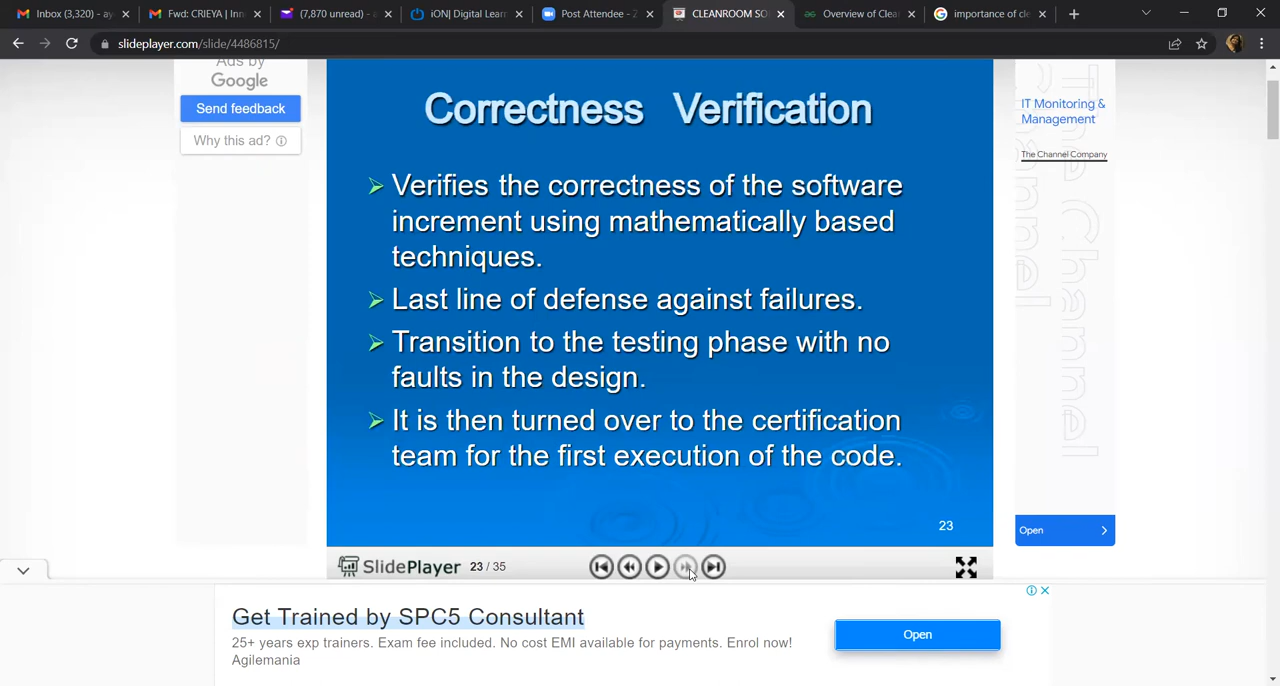 Inbox (3,320) - ay
Fwd: CRIEYA | Inn
(7,870 unread) - a
iON| Digital Lear
Post Attendee - Z
CLEANROOM SO
Overview of Clea
importance of cle
slideplayer.com/slide/4486815/
Ads by
Google
Send feedback
Why this ad?
Correctness Verification
Verifies the correctness of the software
increment using mathematically based
techniques.
Last line of defense against failures.
Transition to the testing phase with no
faults in the design.
It is then turned over to the certification
team for the first execution of the code.
23
IT Monitoring &
Management
The Channel Company
The Channel
Open
SlidePlayer 23 / 35
Get Trained by SPC5 Consultant
25+ years exp trainers. Exam fee included. No cost EMI available for payments. Enrol now!
Agilemania
Open